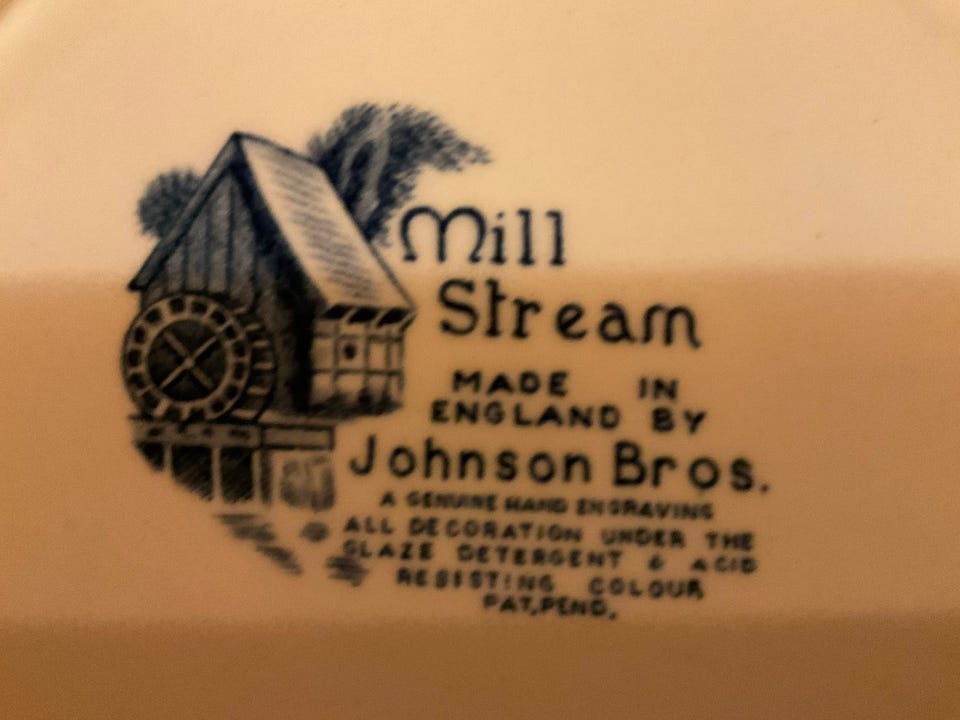 Mill
Stream
MADE IN
ENGLAND BY
Johnson Bros.
A GENUINE HAND ENGRAVING
ALL DECORATION UNDER THE
GLAZE DETERGENT & ACID
RESISTING COLOUR
PAT. PEND.